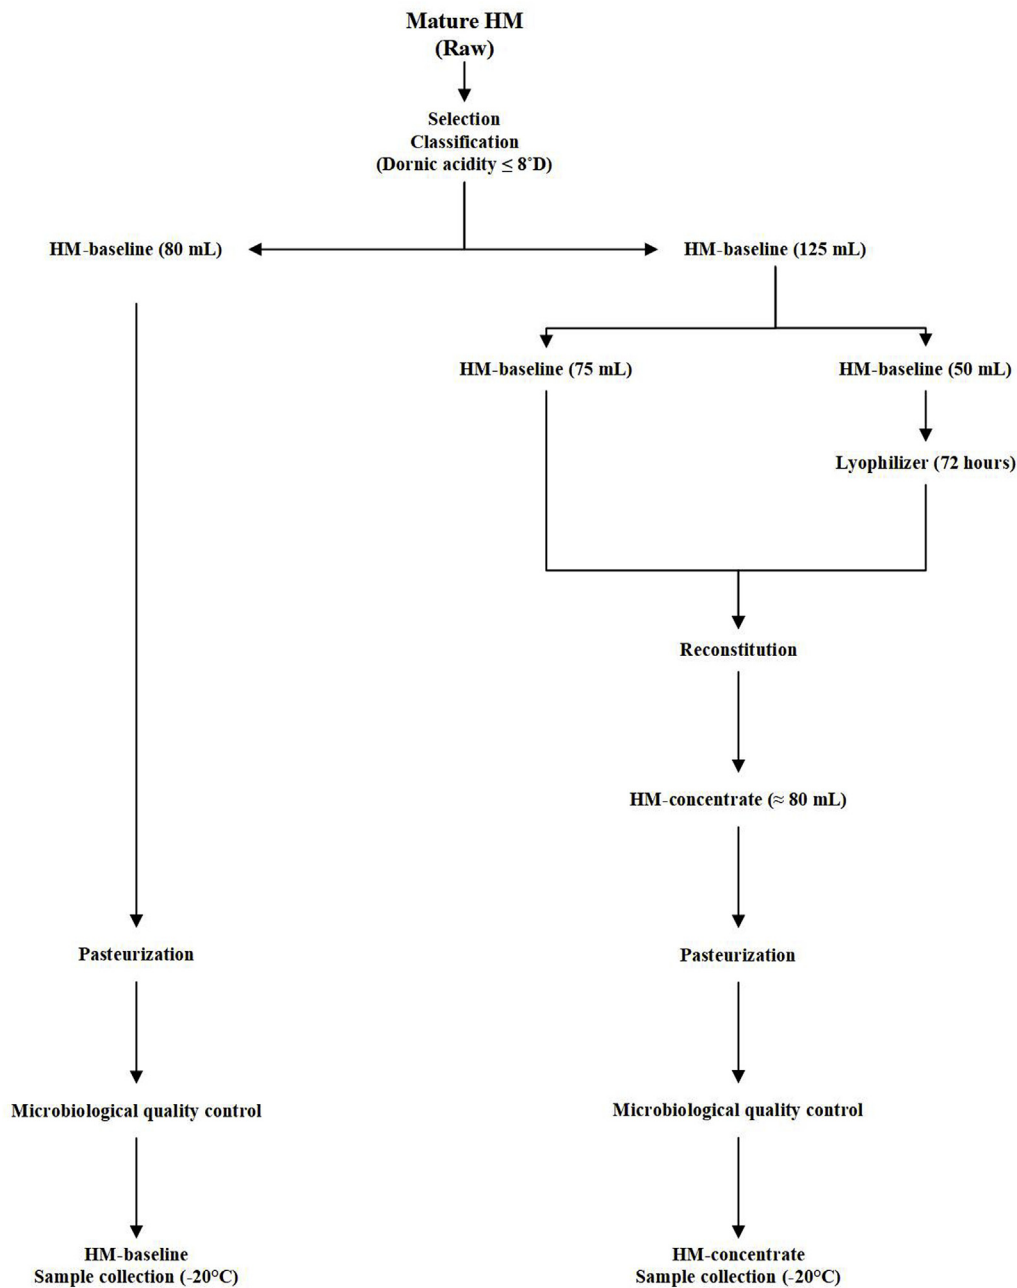 Mature HM
(Raw)
Selection
Classification
(Dornic acidity ≤ 8˚D)
HM-baseline (80 mL)
HM-baseline (125 mL)
HM-baseline (75 mL)
HM-baseline (50 mL)
Lyophilizer (72 hours)
Reconstitution
HM-concentrate (≈ 80 mL)
Pasteurization
Pasteurization
Microbiological quality control
Microbiological quality control
HM-baseline
Sample collection (-20°C)
HM-concentrate
Sample collection (-20°C)